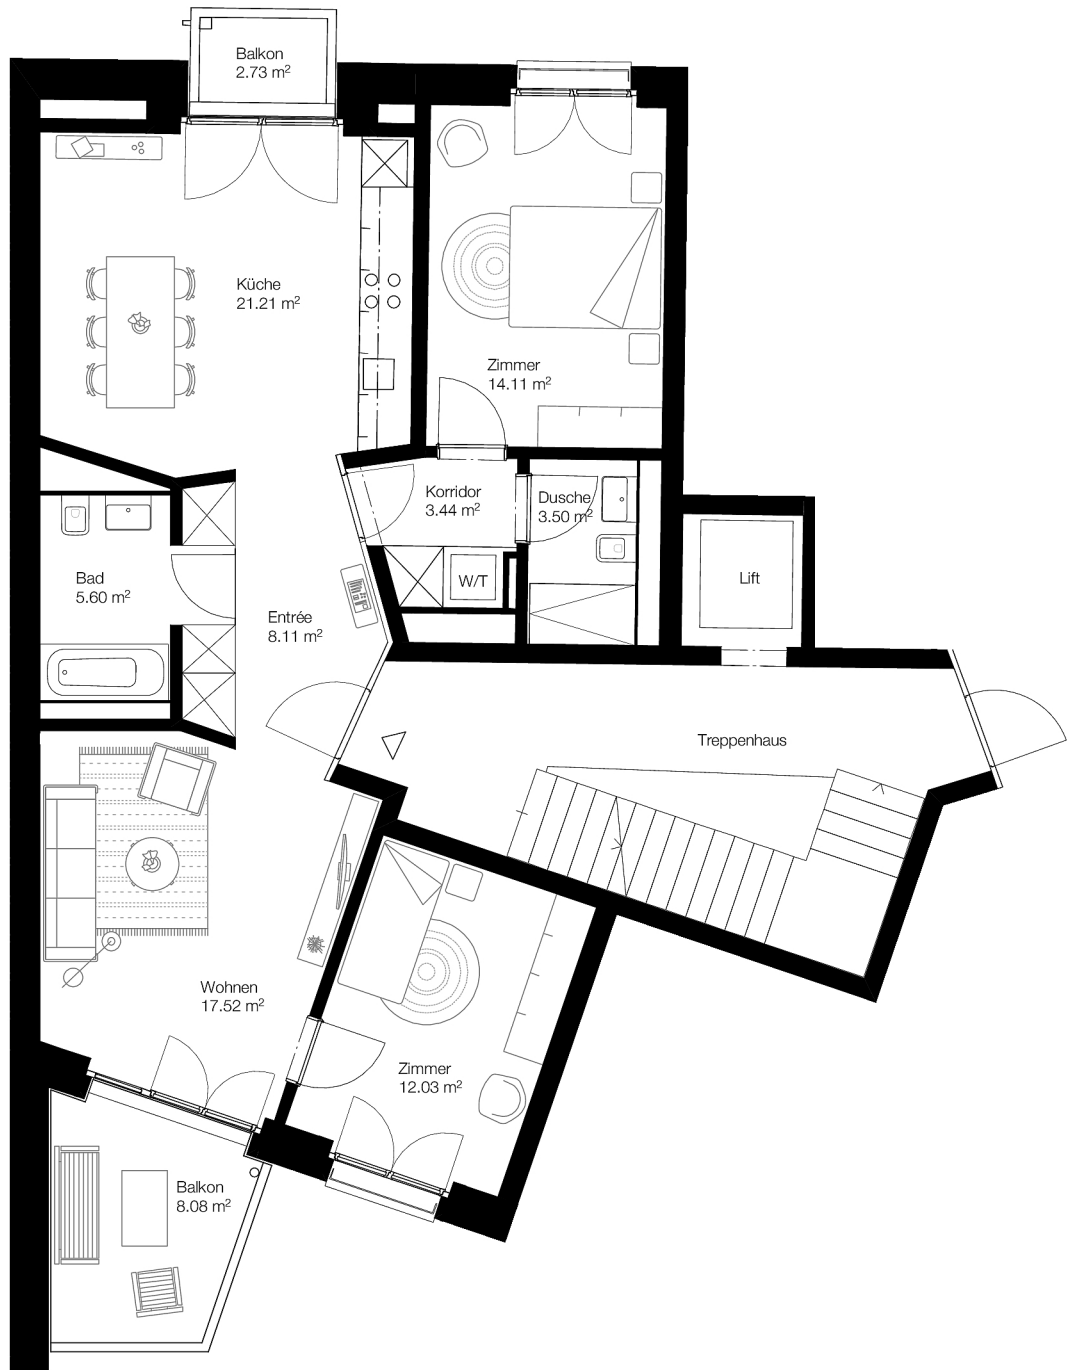 Balkon
2.73 m²
Küche
21.21 m²
Zimmer
14.11 m²
Korridor
3.44 m²
Dusche
3.50 m²
W/T
Lift
Bad
5.60 m²
Entrée
8.11 m²
Treppenhaus
Wohnen
17.52 m²
Zimmer
12.03 m²
Balkon
8.08 m²